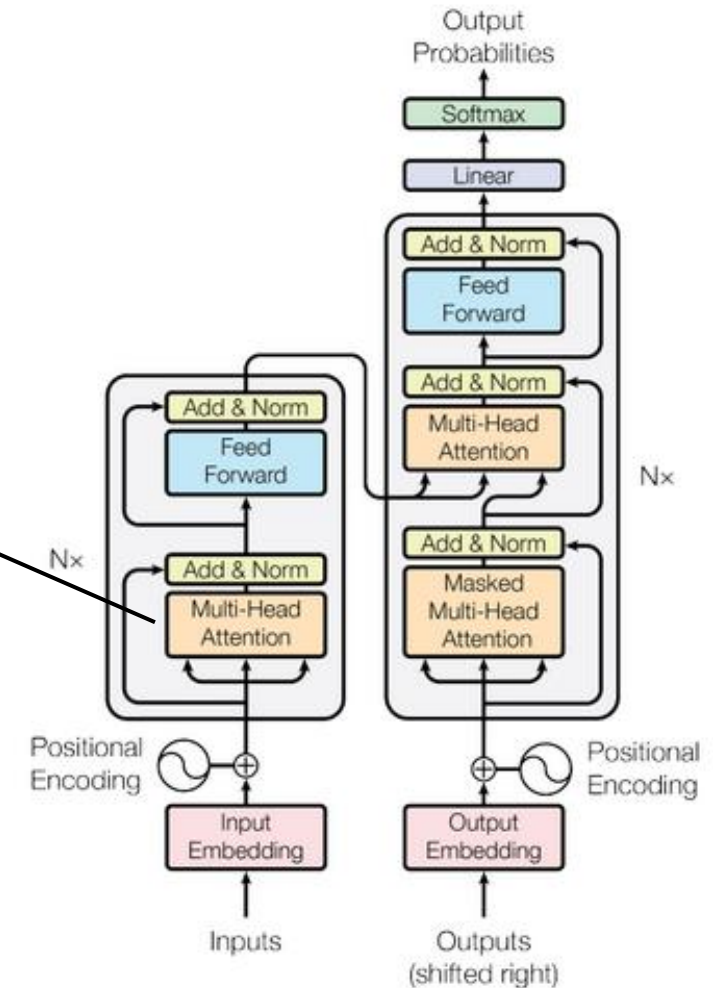 Output
Probabilities
Softmax
Linear
Add & Norm
Feed
Forward
Add & Norm
Multi-Head
Attention
Add & Norm
Masked
Multi-Head
Attention
Nx
Add & Norm
Feed
Forward
Add & Norm
Multi-Head
Attention
Nx
Positional
Encoding
Positional
Encoding
Input
Embedding
Output
Embedding
Inputs
Outputs
(shifted right)